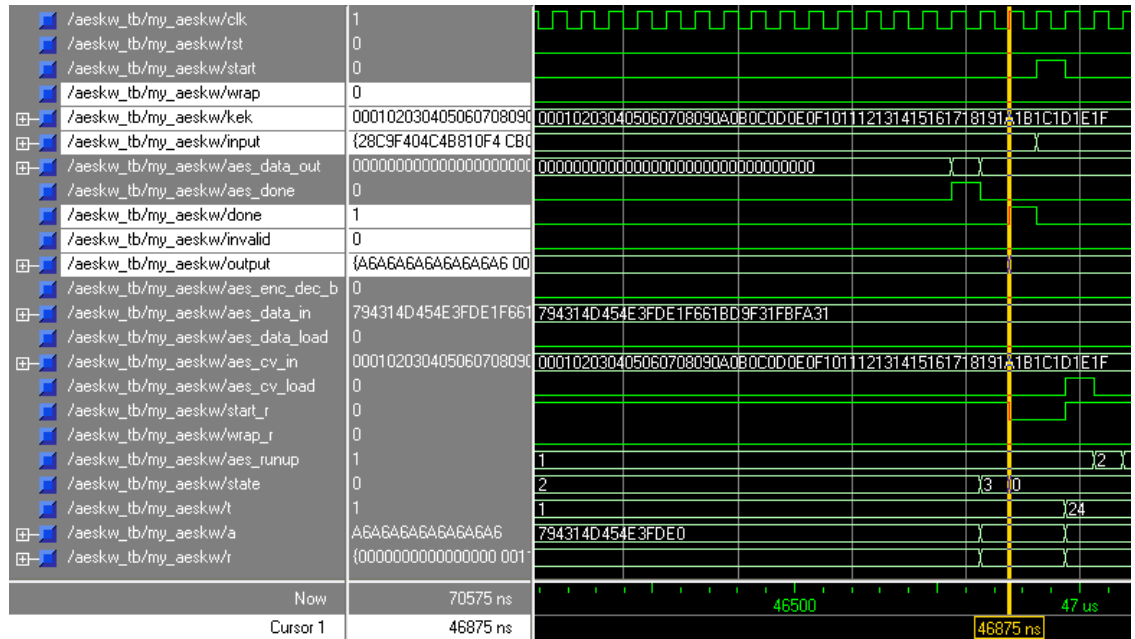 /aeskw_tb/my_aeskw/clk 1
/aeskw_tb/my_aeskw/rst 0
/aeskw_tb/my_aeskw/start 0
/aeskw_tb/my_aeskw/wrap 0
/aeskw_tb/my_aeskw/kek 000102030405060708090 000102030405060708090A0B0C0D0E0F101112131415161718191A1B1C1D1E1F
/aeskw_tb/my_aeskw/input {28C9F404C4B810F4 CB0
/aeskw_tb/my_aeskw/aes_data_out 000000000000000000000 00000000000000000000000000000000
/aeskw_tb/my_aeskw/aes_done 0
/aeskw_tb/my_aeskw/done 1
/aeskw_tb/my_aeskw/invalid 0
/aeskw_tb/my_aeskw/output {A6A6A6A6A6A6A6A6 00
/aeskw_tb/my_aeskw/aes_enc_dec_b 0
/aeskw_tb/my_aeskw/aes_data_in 794314D454E3FDE1F661 794314D454E3FDE1F661BD9F31FBFA31
/aeskw_tb/my_aeskw/aes_data_load 0
/aeskw_tb/my_aeskw/aes_cv_in 000102030405060708090 000102030405060708090A0B0C0D0E0F101112131415161718191A1B1C1D1E1F
/aeskw_tb/my_aeskw/aes_cv_load 0
/aeskw_tb/my_aeskw/start_r 0
/aeskw_tb/my_aeskw/wrap_r 0
/aeskw_tb/my_aeskw/aes_runup 1 1 2
/aeskw_tb/my_aeskw/state 0 2 3 0
/aeskw_tb/my_aeskw/t 1 1 24
/aeskw_tb/my_aeskw/a A6A6A6A6A6A6A6A6 794314D454E3FDE0
/aeskw_tb/my_aeskw/r {0000000000000000 001
Now 70575 ns 46500 47 us
Cursor 1 46875 ns 46875 ns